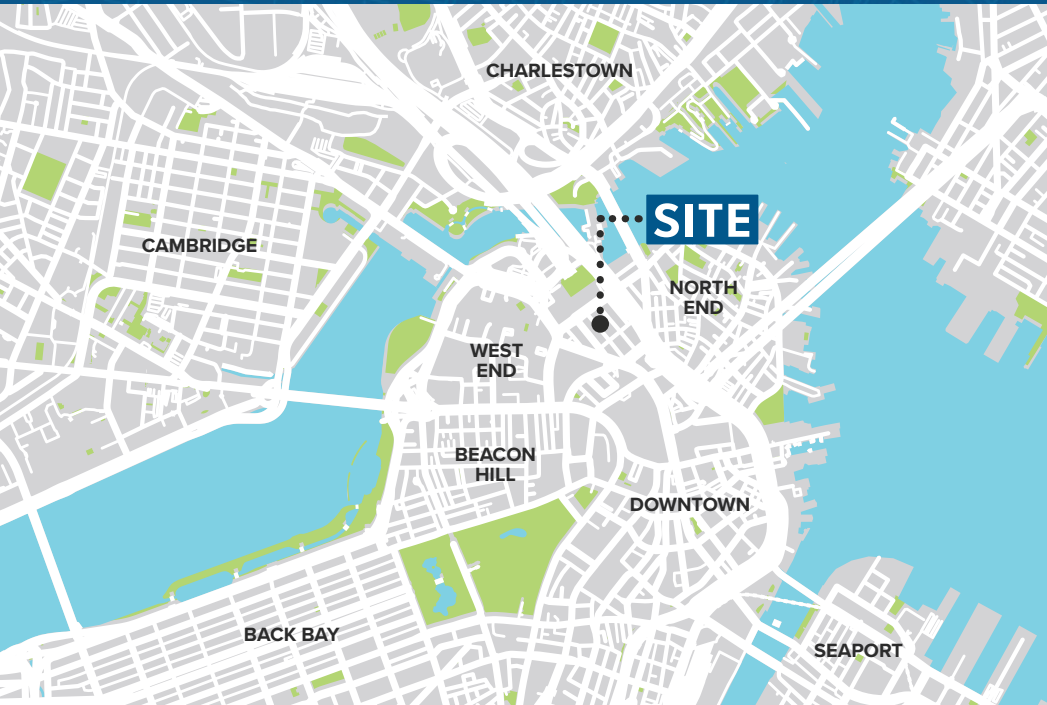 CHARLESTOWN
SITE
CAMBRIDGE
NORTH
END
WEST
END
BEACON
HILL
DOWNTOWN
BACK BAY
SEAPORT